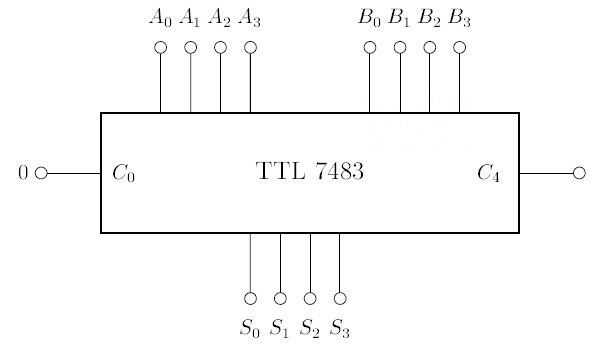 A₀ A₁ A₂ A₃ B₀ B₁ B₂ B₃
0 C₀ TTL 7483 C₄
S₀ S₁ S₂ S₃